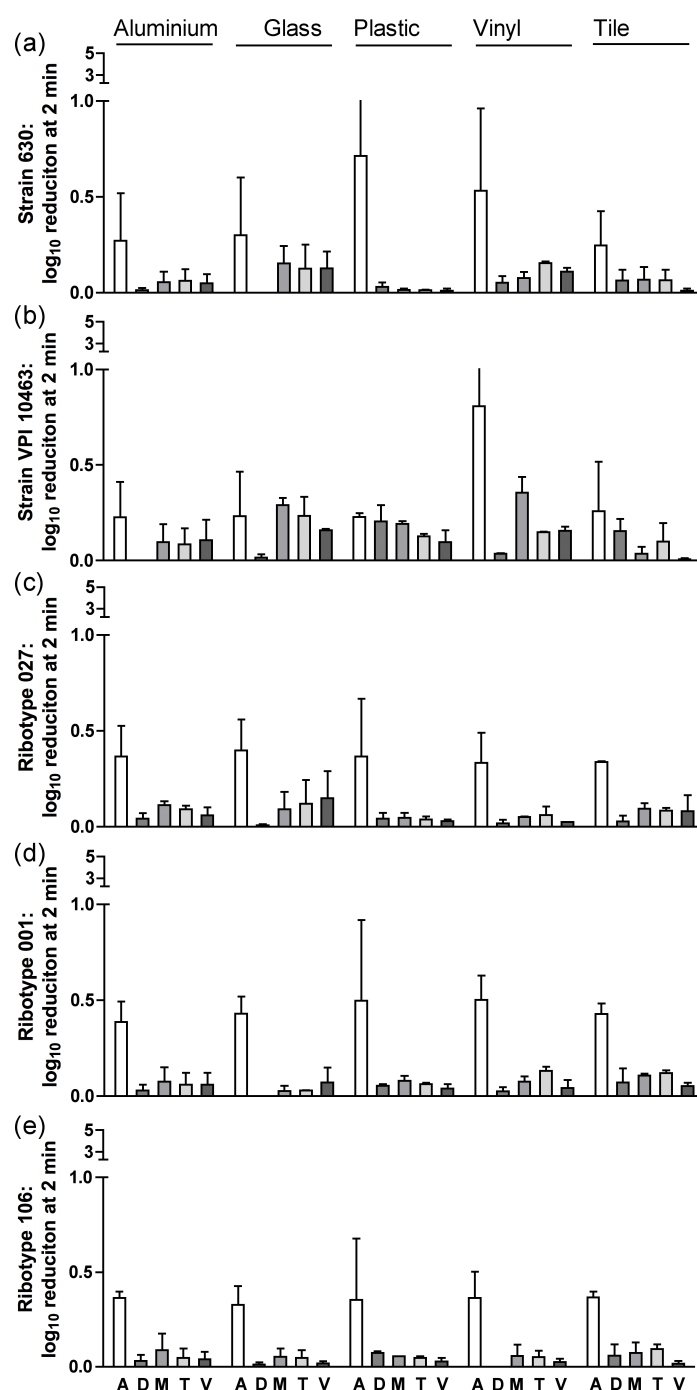 Aluminium Glass Plastic Vinyl Tile
(a)
Strain 630:
log10 reduciton at 2 min
5
3
1.0
0.5
0.0
(b)
Strain VPI 10463:
log10 reduciton at 2 min
5
3
1.0
0.5
0.0
(c)
Ribotype 027:
log10 reduciton at 2 min
5
3
1.0
0.5
0.0
(d)
Ribotype 001:
log10 reduciton at 2 min
5
3
1.0
0.5
0.0
(e)
Ribotype 106:
log10 reduciton at 2 min
5
3
1.0
0.5
0.0
A D M T V A D M T V A D M T V A D M T V A D M T V